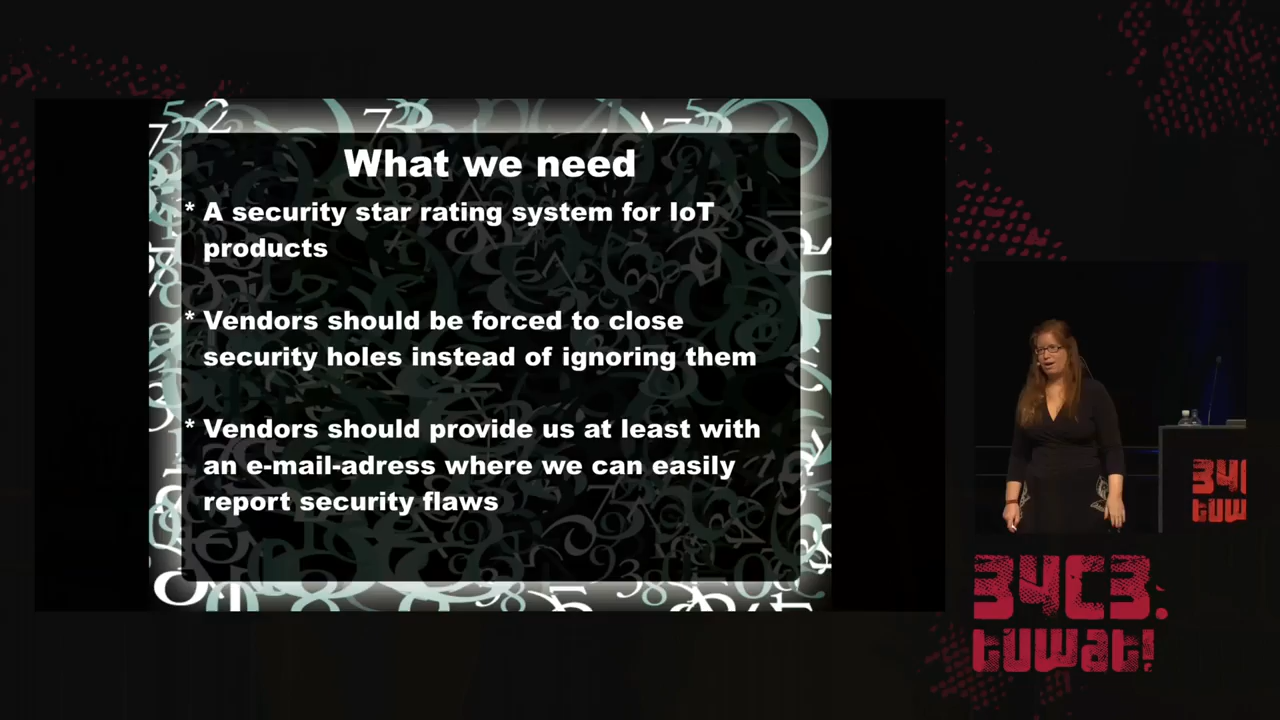 What we need
* A security star rating system for IoT
products
* Vendors should be forced to close
security holes instead of ignoring them
* Vendors should provide us at least with
an e-mail-adress where we can easily
report security flaws
34C3.
tuwat!